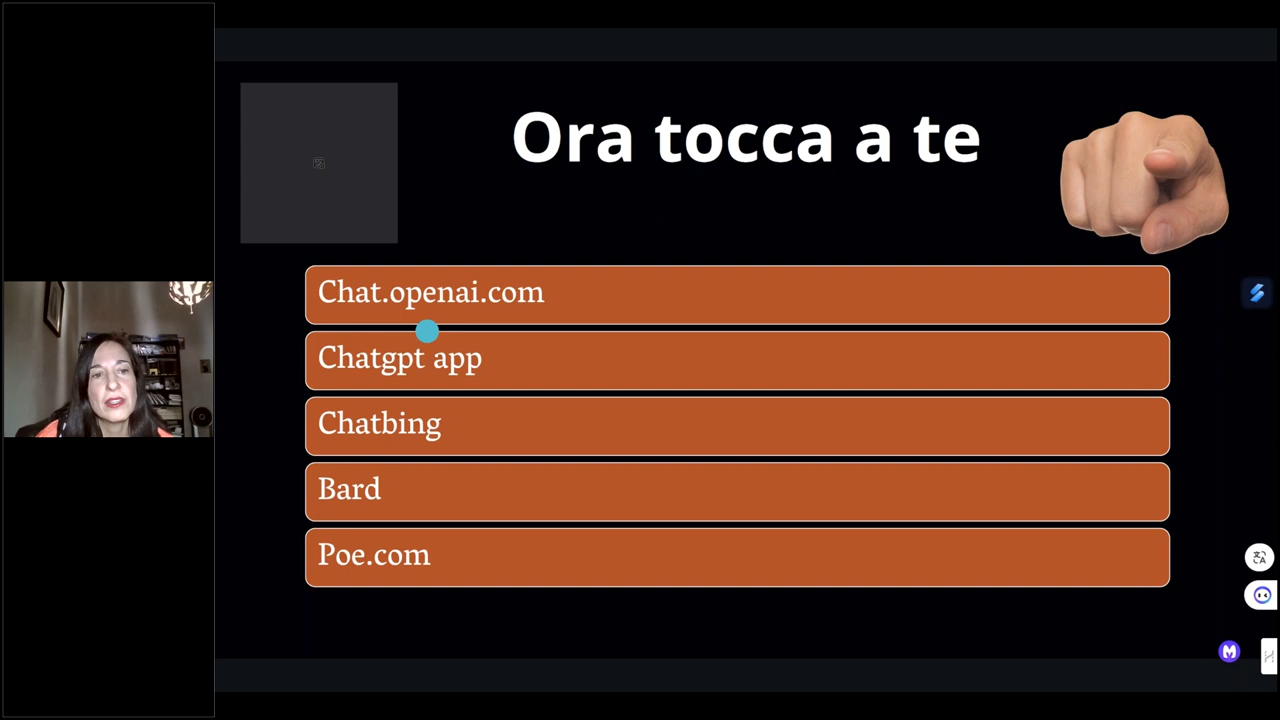 Ora tocca a te
Chat.openai.com
Chatgpt app
Chatbing
Bard
Poe.com